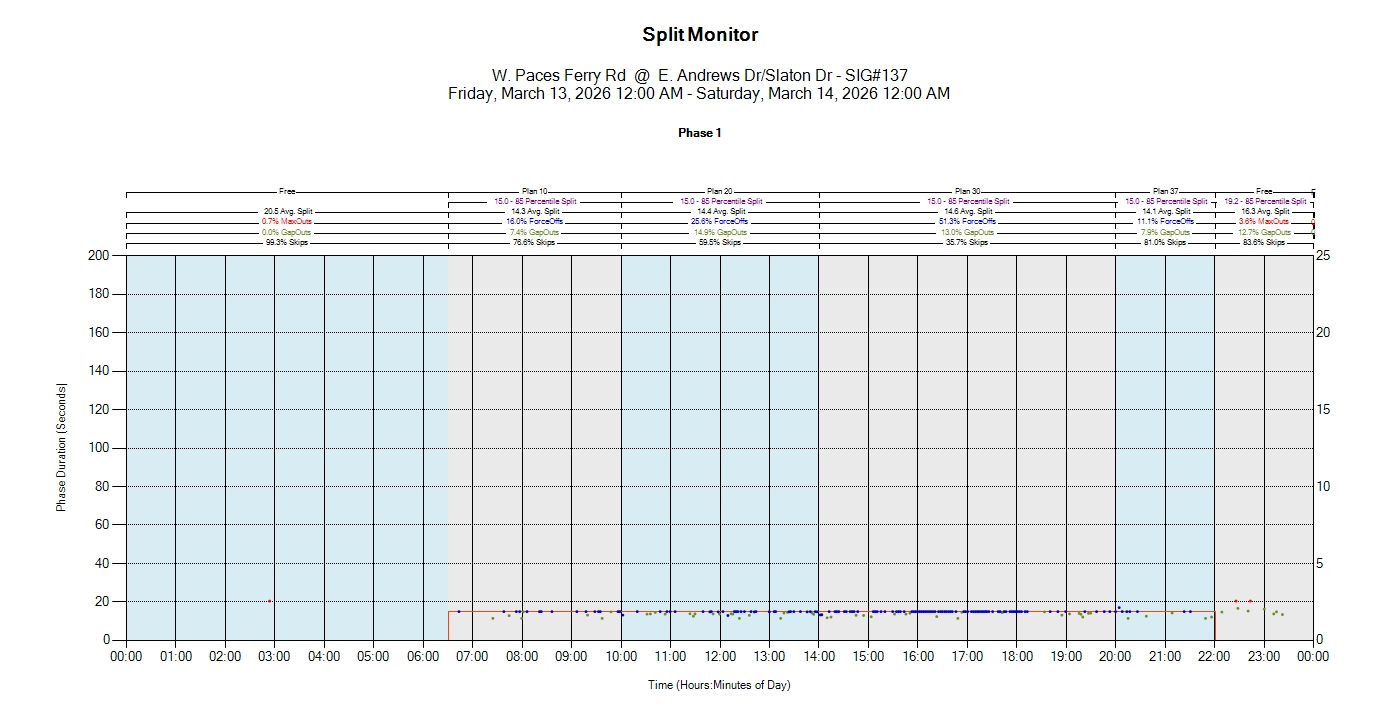 Split Monitor
W. Paces Ferry Rd @ E. Andrews Dr/Slaton Dr - SIG#137
Friday, March 13, 2026 12:00 AM - Saturday, March 14, 2026 12:00 AM
Phase 1
Free Plan 10 Plan 20 Plan 30 Plan 37 Free
15.0 - 85 Percentile Split 15.0 - 85 Percentile Split 15.0 - 85 Percentile Split 15.0 - 85 Percentile Split 19.2 - 85 Percentile Split
20.5 Avg. Split 14.3 Avg. Split 14.4 Avg. Split 14.6 Avg. Split 14.1 Avg. Split 16.3 Avg. Split
0.7% MaxOuts 16.0% ForceOffs 25.6% ForceOffs 51.3% ForceOffs 11.1% ForceOffs 3.6% MaxOuts
0.0% GapOuts 7.4% GapOuts 14.9% GapOuts 13.0% GapOuts 7.9% GapOuts 12.7% GapOuts
99.3% Skips 76.6% Skips 59.5% Skips 35.7% Skips 81.0% Skips 83.6% Skips
200 25
180
160 20
140
120 15
100
80 10
60
40 5
20
0 0
Phase Duration (Seconds)
00:00 01:00 02:00 03:00 04:00 05:00 06:00 07:00 08:00 09:00 10:00 11:00 12:00 13:00 14:00 15:00 16:00 17:00 18:00 19:00 20:00 21:00 22:00 23:00 00:00
Time (Hours:Minutes of Day)